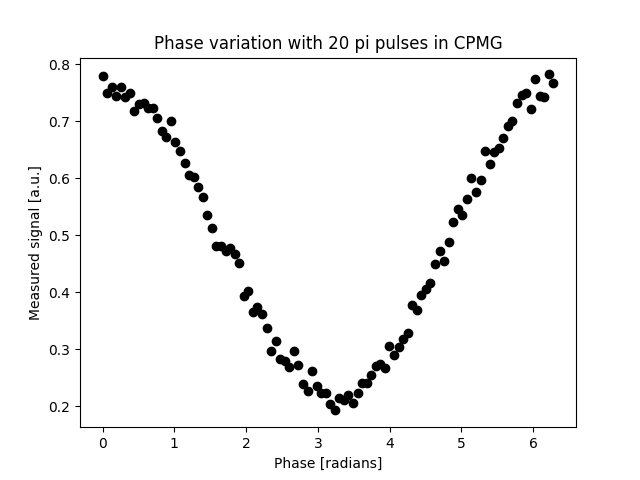 Phase variation with 20 pi pulses in CPMG
0.8
0.7
0.6
0.5
0.4
0.3
0.2
Measured signal [a.u.]
0 1 2 3 4 5 6
Phase [radians]